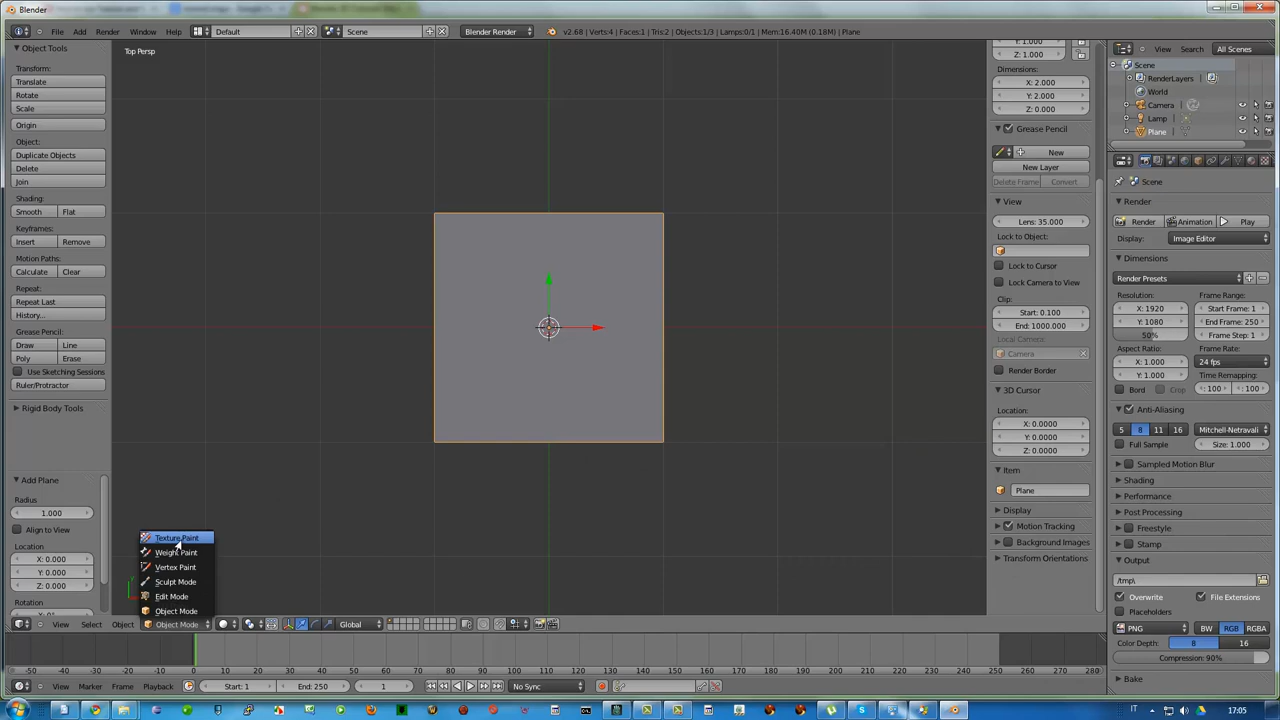 Blender
File
Add
Render
Window
Help
Default
Scene
Blender Render
v2.68 | Verts:4 | Faces:1 | Tris:2 | Objects:1/3 | Lamps:0/1 | Mem:16.40M (0.18M) | Plane
Object Tools
Transform:
Translate
Rotate
Scale
Origin
Object:
Duplicate Objects
Delete
Join
Shading:
Smooth
Flat
Keyframes:
Insert
Remove
Motion Paths:
Calculate
Clear
Repeat:
Repeat Last
History...
Grease Pencil:
Draw
Line
Poly
Erase
Use Sketching Sessions
Ruler/Protractor
Rigid Body Tools
Add Plane
Radius
1.000
Align to View
Location
X: 0.000
Y: 0.000
Z: 0.000
Rotation
Top Persp
Texture Paint
Weight Paint
Vertex Paint
Sculpt Mode
Edit Mode
Object Mode
View
Select
Object
Object Mode
Global
Z: 1.000
Dimensions:
X: 2.000
Y: 2.000
Z: 0.000
Grease Pencil
New
New Layer
Delete Frame
Convert
View
Lens: 35.000
Lock to Object:
Lock to Cursor
Lock Camera to View
Clip:
Start: 0.100
End: 1000.000
Local Camera:
Camera
Render Border
3D Cursor
Location:
X: 0.0000
Y: 0.0000
Z: 0.0000
Item
Plane
Display
Motion Tracking
Background Images
Transform Orientations
View
Search
All Scenes
Scene
RenderLayers
World
Camera
Lamp
Plane
Scene
Render
Render
Animation
Play
Display:
Image Editor
Dimensions
Render Presets
Resolution:
Frame Range:
X: 1920
Start Frame: 1
Y: 1080
End Frame: 250
50%
Frame Step: 1
Aspect Ratio:
Frame Rate:
X: 1.000
24 fps
Y: 1.000
Time Remapping:
Bord
Crop
: 100
: 100
Anti-Aliasing
5
8
11
16
Mitchell-Netravali
Full Sample
Size: 1.000
Sampled Motion Blur
Shading
Performance
Post Processing
Freestyle
Stamp
Output
/tmp\
Overwrite
File Extensions
Placeholders
PNG
BW
RGB
RGBA
Color Depth:
8
16
Compression: 90%
Bake
-50 -40 -30 -20 -10 0 10 20 30 40 50 60 70 80 90 100 110 120 130 140 150 160 170 180 190 200 210 220 230 240 250 260 270 280
View
Marker
Frame
Playback
Start: 1
End: 250
1
No Sync
IT
17:05